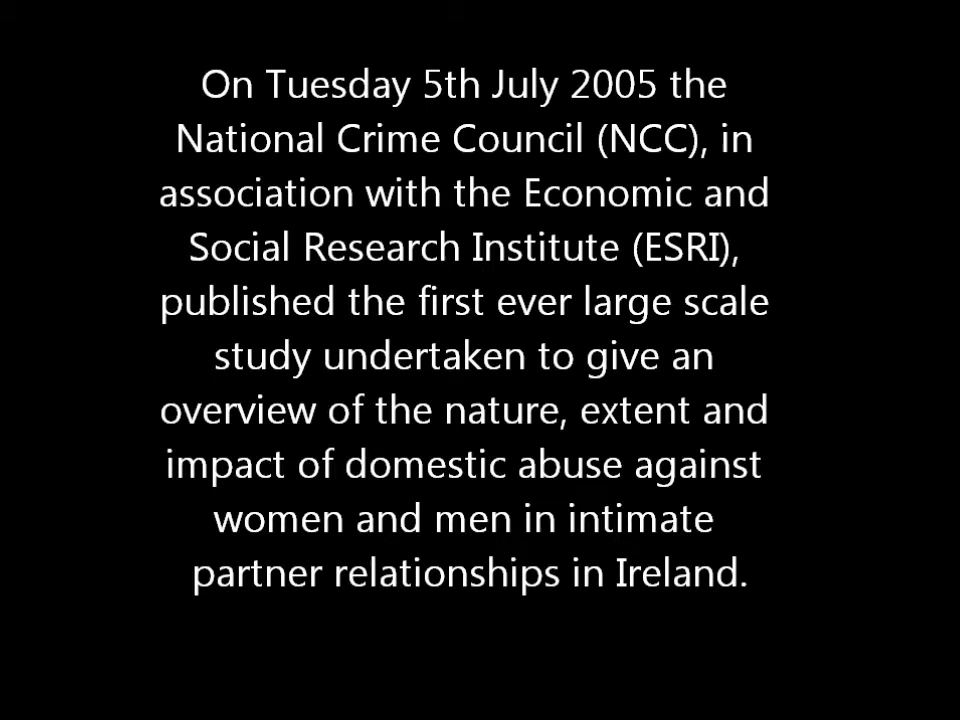 On Tuesday 5th July 2005 the
National Crime Council (NCC), in
association with the Economic and
Social Research Institute (ESRI),
published the first ever large scale
study undertaken to give an
overview of the nature, extent and
impact of domestic abuse against
women and men in intimate
partner relationships in Ireland.